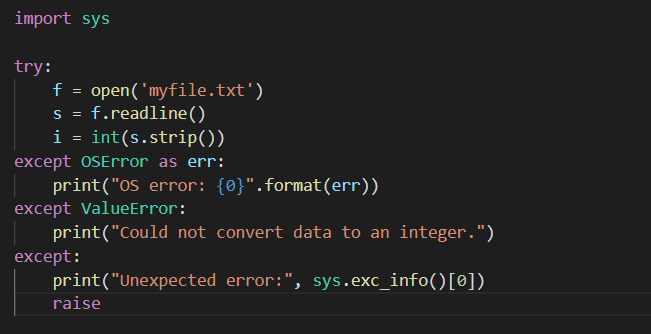 import sys

try:
    f = open('myfile.txt')
    s = f.readline()
    i = int(s.strip())
except OSError as err:
    print("OS error: {0}".format(err))
except ValueError:
    print("Could not convert data to an integer.")
except:
    print("Unexpected error:", sys.exc_info()[0])
    raise